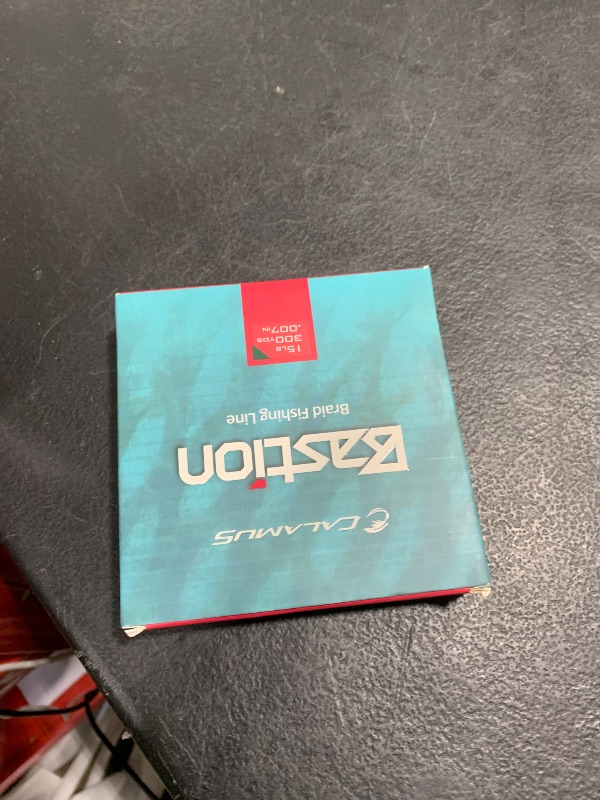 CALAMUS
Bastion
Braid Fishing Line
15LB
300YDS
.007IN